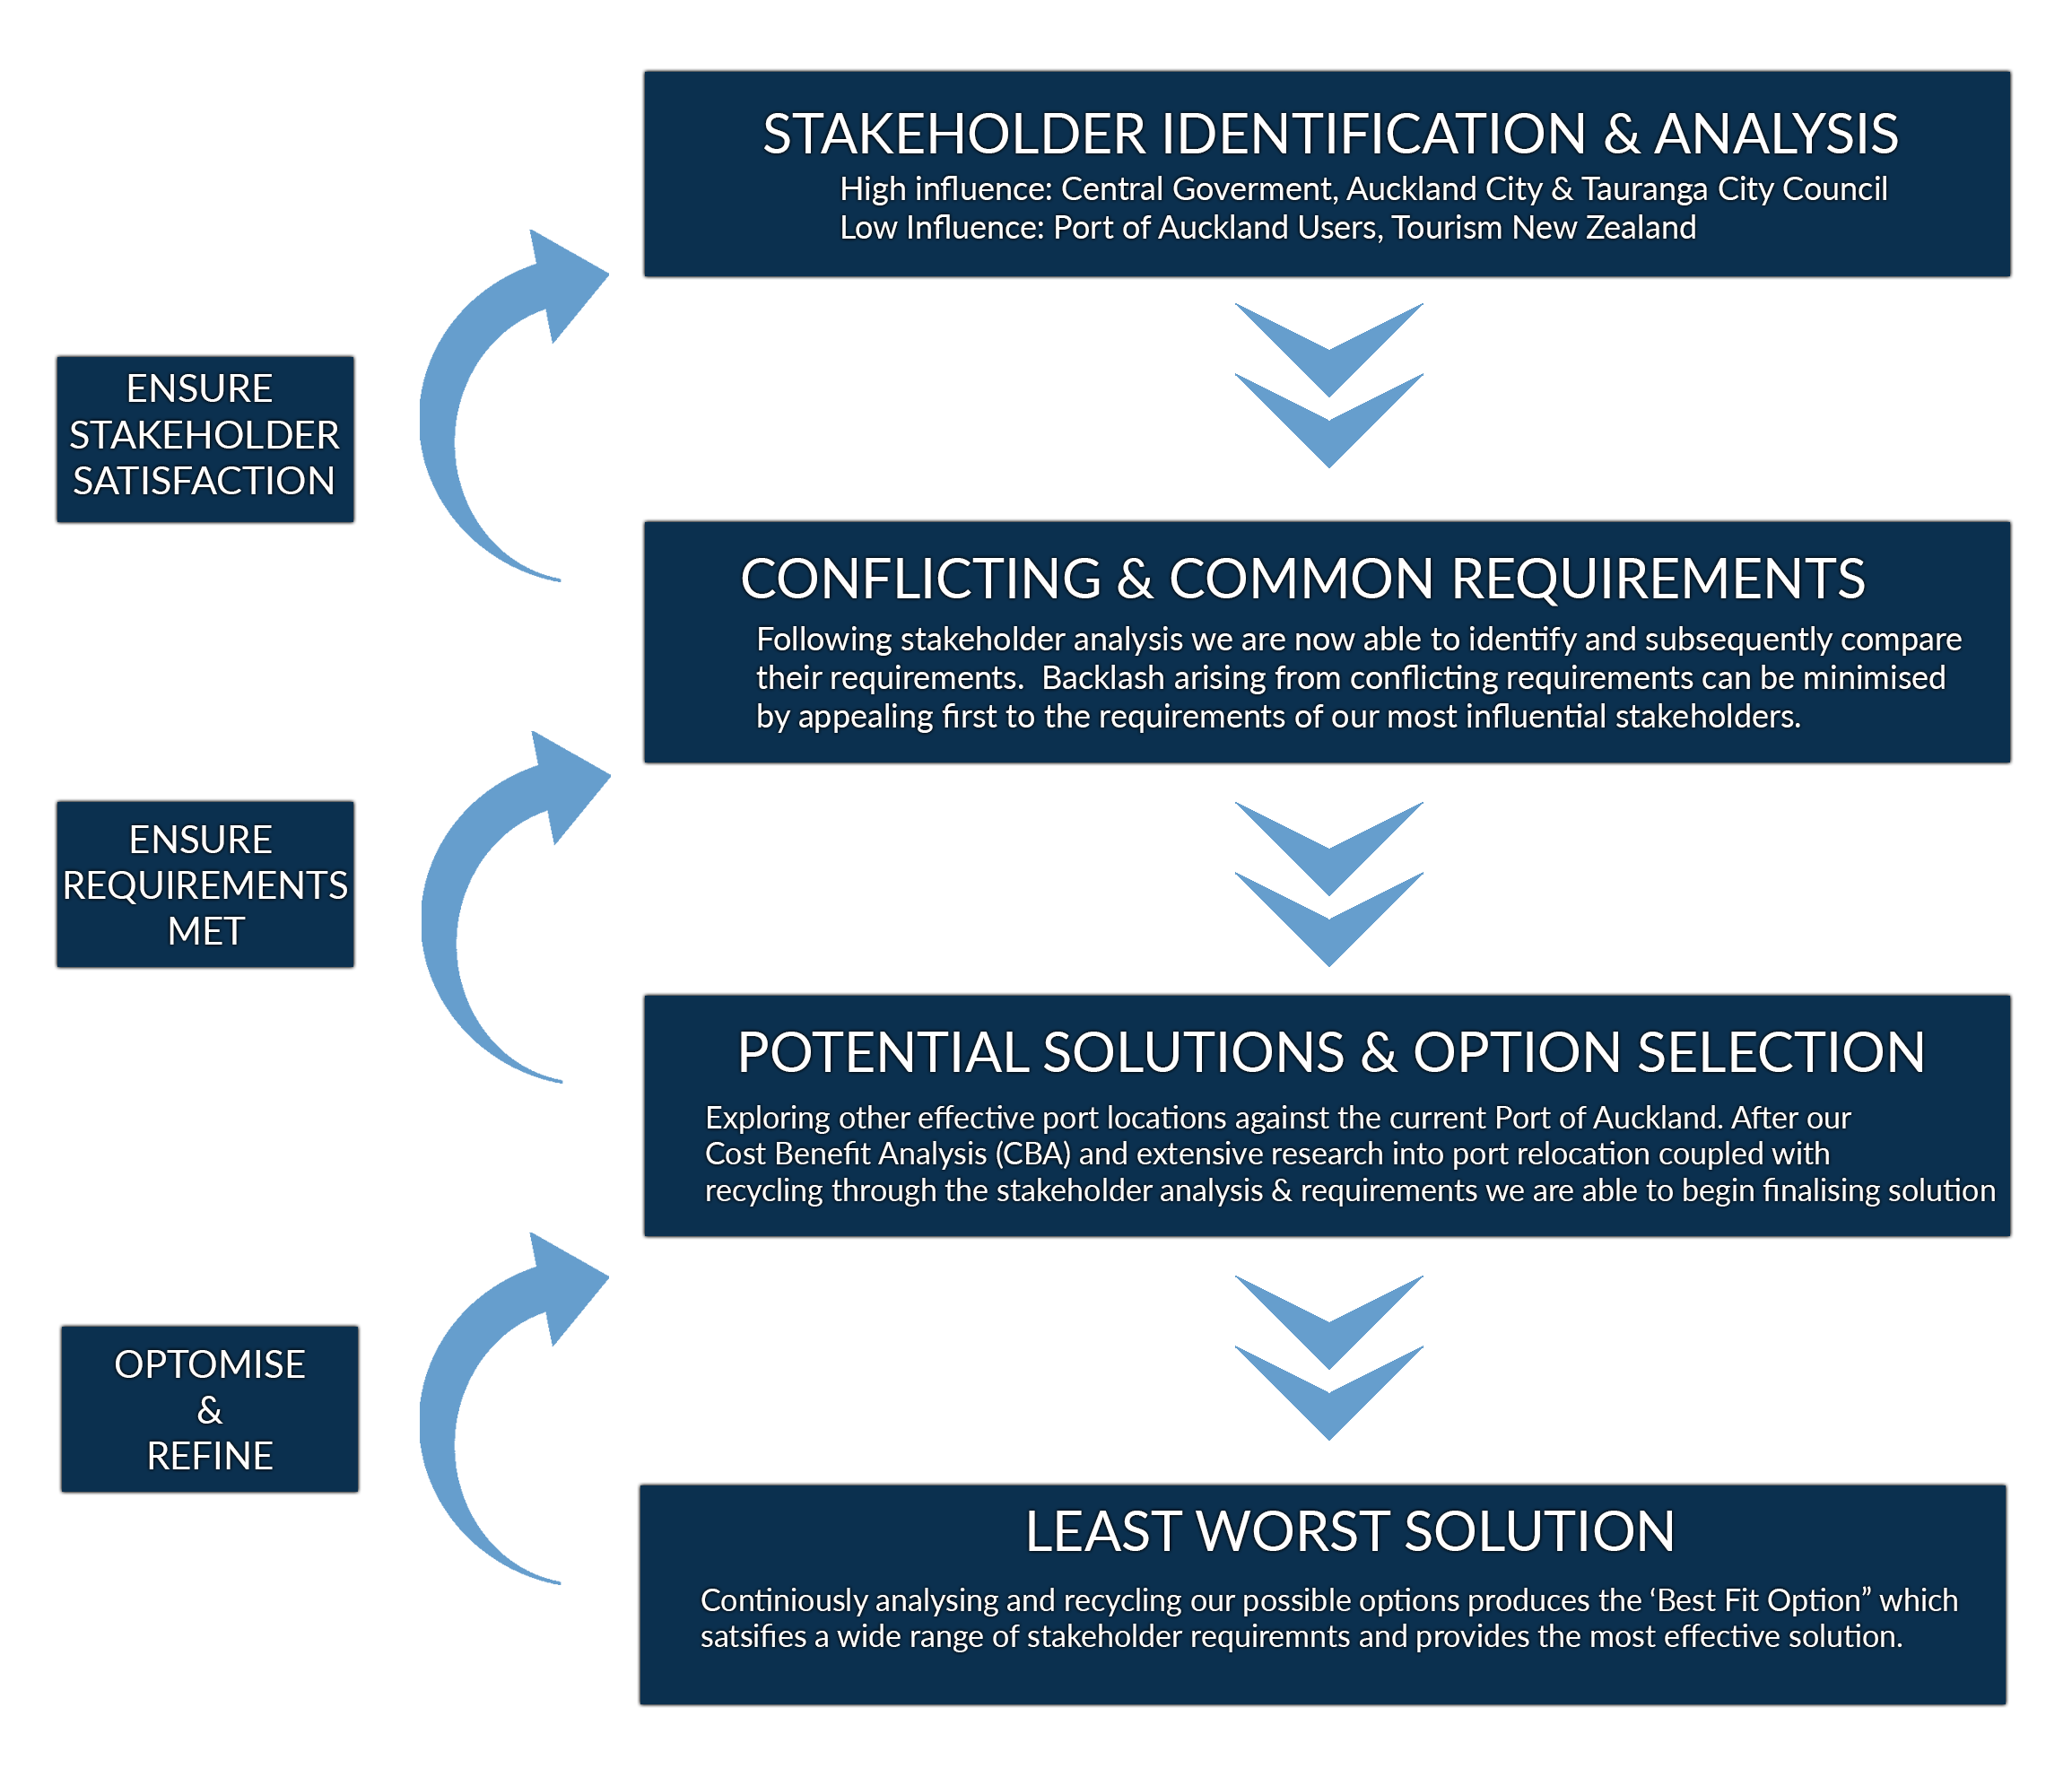 STAKEHOLDER IDENTIFICATION & ANALYSIS
High influence: Central Goverment, Auckland City & Tauranga City Council
Low Influence: Port of Auckland Users, Tourism New Zealand
ENSURE
STAKEHOLDER
SATISFACTION
CONFLICTING & COMMON REQUIREMENTS
Following stakeholder analysis we are now able to identify and subsequently compare
their requirements.  Backlash arising from conflicting requirements can be minimised
by appealing first to the requirements of our most influential stakeholders.
ENSURE
REQUIREMENTS
MET
POTENTIAL SOLUTIONS & OPTION SELECTION
Exploring other effective port locations against the current Port of Auckland. After our
Cost Benefit Analysis (CBA) and extensive research into port relocation coupled with
recycling through the stakeholder analysis & requirements we are able to begin finalising solution
OPTOMISE
&
REFINE
LEAST WORST SOLUTION
Continiously analysing and recycling our possible options produces the ‘Best Fit Option” which
satsifies a wide range of stakeholder requiremnts and provides the most effective solution.